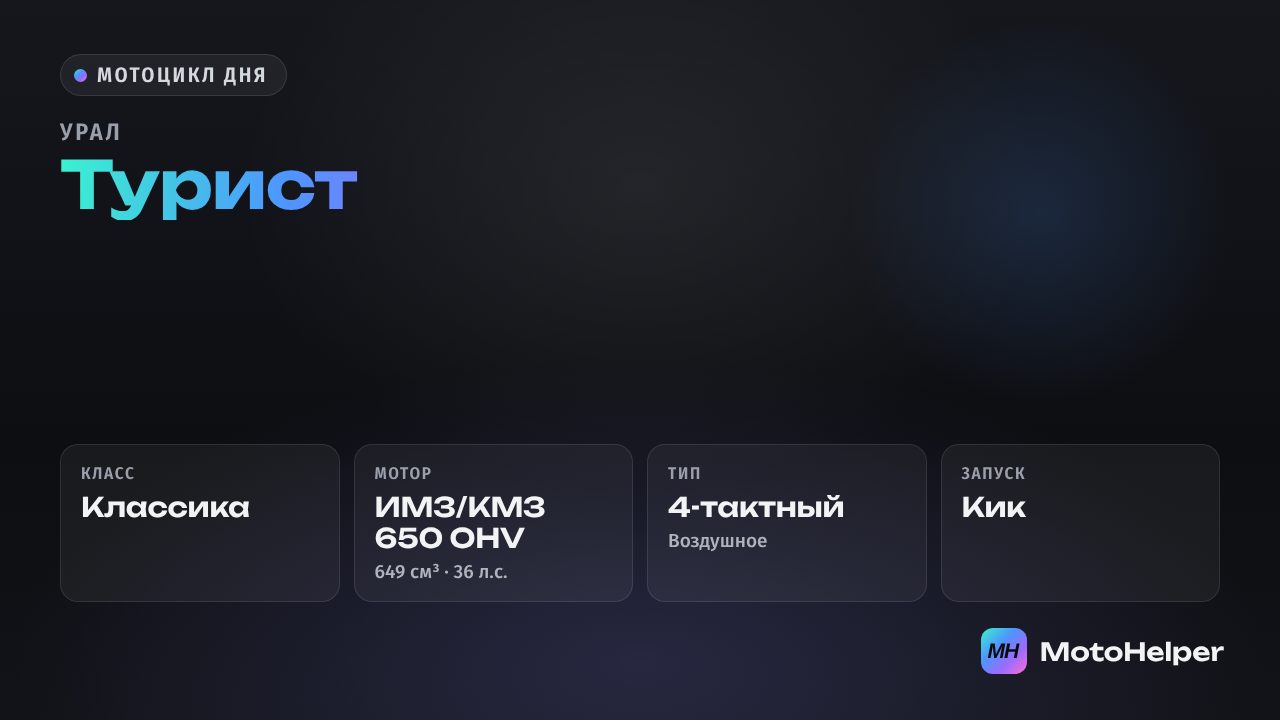 МОТОЦИКЛ ДНЯ
УРАЛ
Турист
КЛАСС
Классика
МОТОР
ИМЗ/КМЗ
650 OHV
649 см³ · 36 л.с.
ТИП
4-тактный
Воздушное
ЗАПУСК
Кик
MH MotoHelper